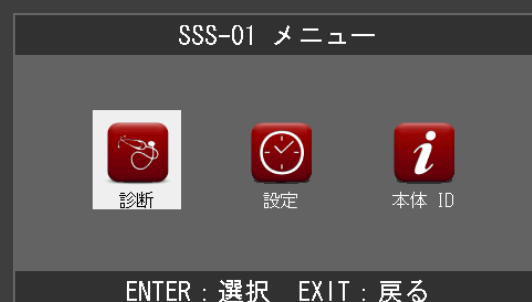 SSS-01 メニュー
診断
設定
本体 ID
ENTER：選択　EXIT：戻る